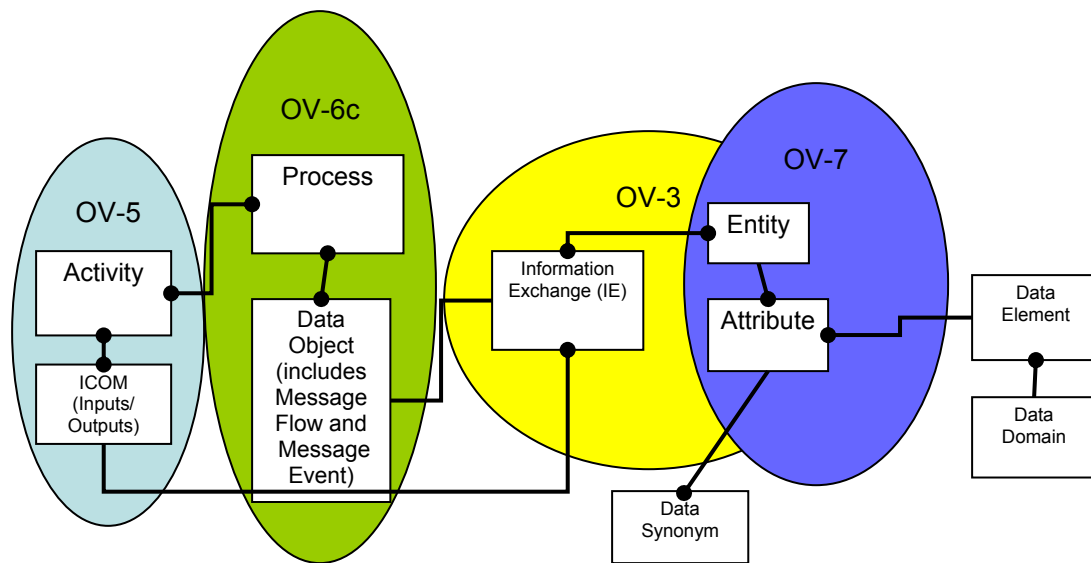 OV-5
Activity
ICOM
(Inputs/
Outputs)
OV-6c
Process
Data
Object
(includes
Message
Flow and
Message
Event)
OV-3
Information
Exchange (IE)
OV-7
Entity
Attribute
Data
Synonym
Data
Element
Data
Domain